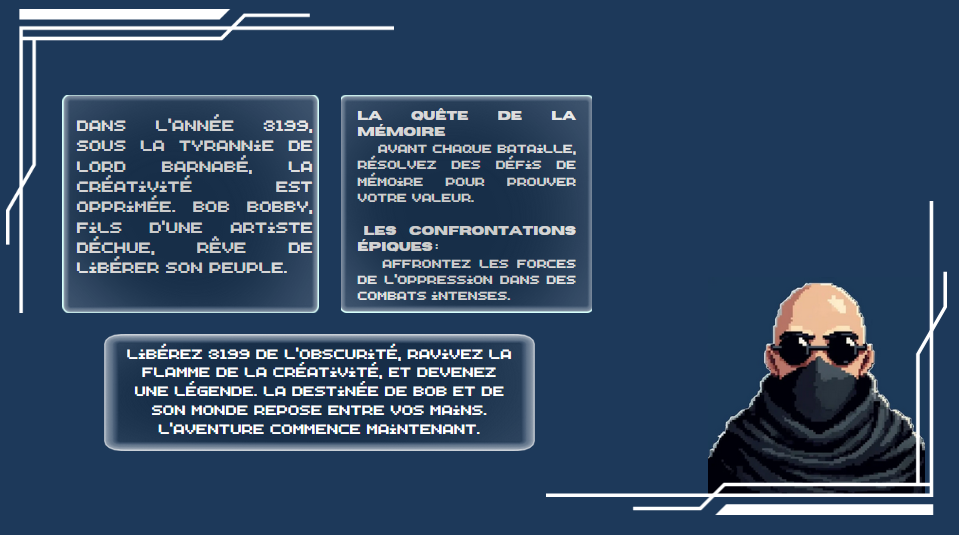 DANS L'ANNÉE 3199,
SOUS LA TYRANNIE DE
LORD BARNABÉ, LA
CRÉATIVITÉ EST
OPPRIMÉE. BOB BOBBY,
FILS D'UNE ARTISTE
DÉCHUE, RÊVE DE
LIBÉRER SON PEUPLE.
LA QUÊTE DE LA
MÉMOIRE
AVANT CHAQUE BATAILLE,
RÉSOLVEZ DES DÉFIS DE
MÉMOIRE POUR PROUVER
VOTRE VALEUR.
LES CONFRONTATIONS
ÉPIQUES:
AFFRONTEZ LES FORCES
DE L'OPPRESSION DANS DES
COMBATS INTENSES.
LIBÉREZ 3199 DE L'OBSCURITÉ, RAVIVEZ LA
FLAMME DE LA CRÉATIVITÉ, ET DEVENEZ
UNE LÉGENDE. LA DESTINÉE DE BOB ET DE
SON MONDE REPOSE ENTRE VOS MAINS.
L'AVENTURE COMMENCE MAINTENANT.